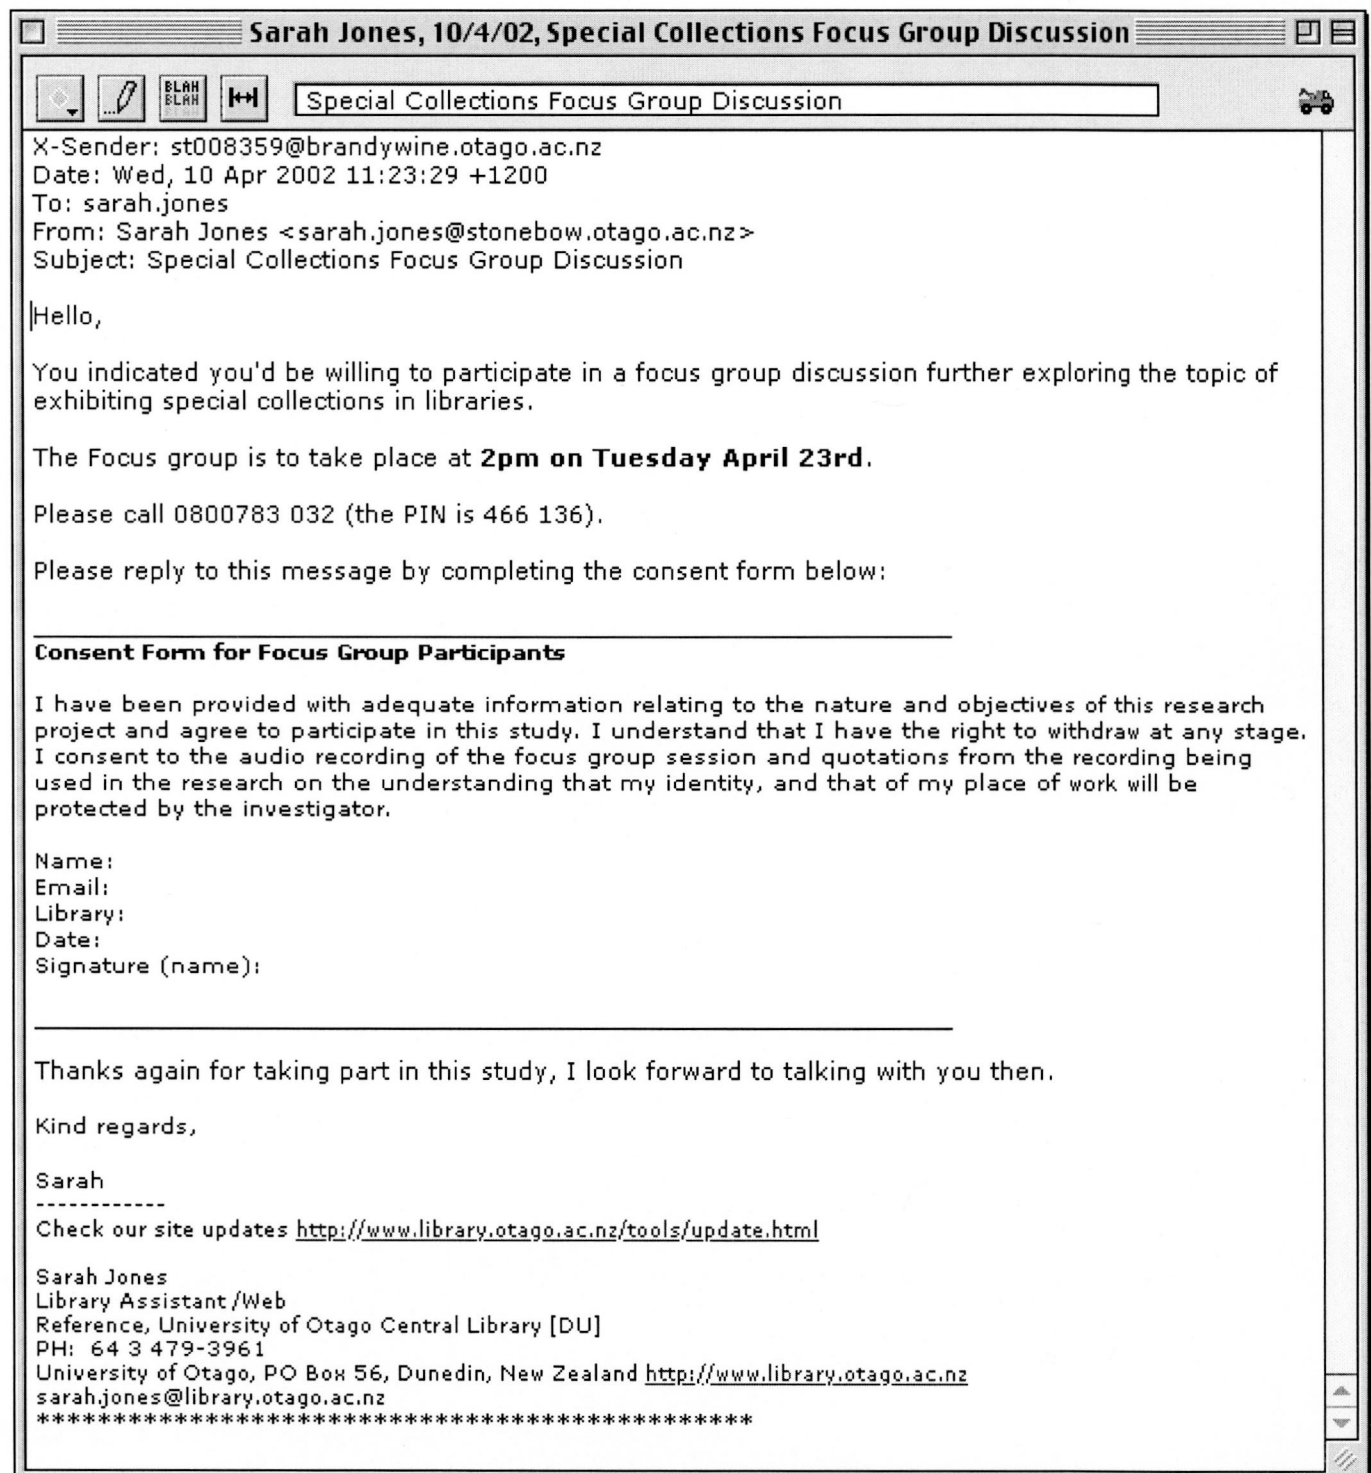 Sarah Jones, 10/4/02, Special Collections Focus Group Discussion
BLAH
BLAH
Special Collections Focus Group Discussion
X-Sender: st008359@brandywine.otago.ac.nz
Date: Wed, 10 Apr 2002 11:23:29 +1200
To: sarah.jones
From: Sarah Jones <sarah.jones@stonebow.otago.ac.nz>
Subject: Special Collections Focus Group Discussion
Hello,
You indicated you'd be willing to participate in a focus group discussion further exploring the topic of
exhibiting special collections in libraries.
The Focus group is to take place at 2pm on Tuesday April 23rd.
Please call 0800783 032 (the PIN is 466 136).
Please reply to this message by completing the consent form below:
Consent Form for Focus Group Participants
I have been provided with adequate information relating to the nature and objectives of this research
project and agree to participate in this study. I understand that I have the right to withdraw at any stage.
I consent to the audio recording of the focus group session and quotations from the recording being
used in the research on the understanding that my identity, and that of my place of work will be
protected by the investigator.
Name:
Email:
Library:
Date:
Signature (name):
Thanks again for taking part in this study, I look forward to talking with you then.
Kind regards,
Sarah
------------
Check our site updates http://www.library.otago.ac.nz/tools/update.html
Sarah Jones
Library Assistant/Web
Reference, University of Otago Central Library [DU]
PH: 64 3 479-3961
University of Otago, PO Box 56, Dunedin, New Zealand http://www.library.otago.ac.nz
sarah.jones@library.otago.ac.nz
***********************************************